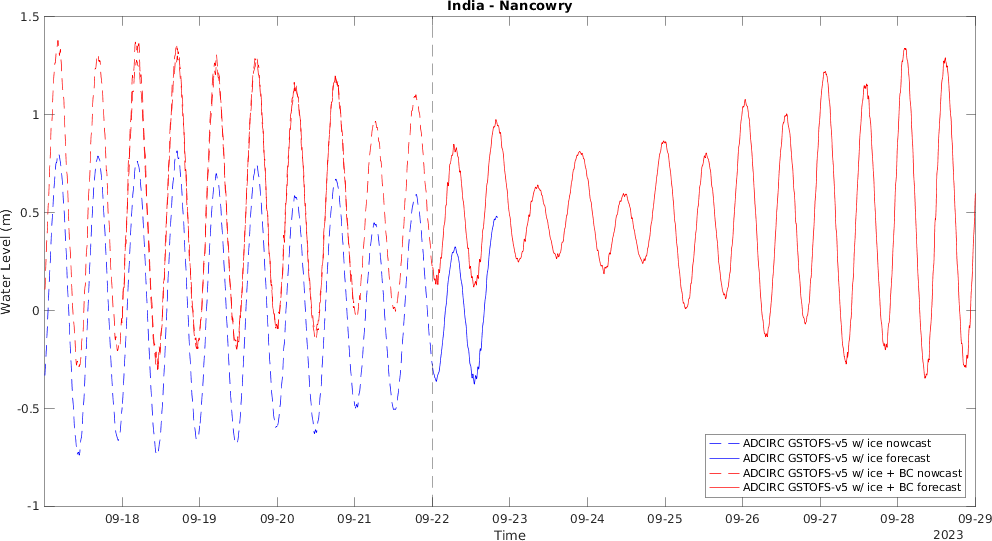 India - Nancowry
1.5
1
0.5
0
-0.5
-1
Water Level (m)
09-18
09-19
09-20
09-21
09-22
09-23
09-24
09-25
09-26
09-27
09-28
09-29
Time
2023
ADCIRC GSTOFS-v5 w/ ice nowcast
ADCIRC GSTOFS-v5 w/ ice forecast
ADCIRC GSTOFS-v5 w/ ice + BC nowcast
ADCIRC GSTOFS-v5 w/ ice + BC forecast